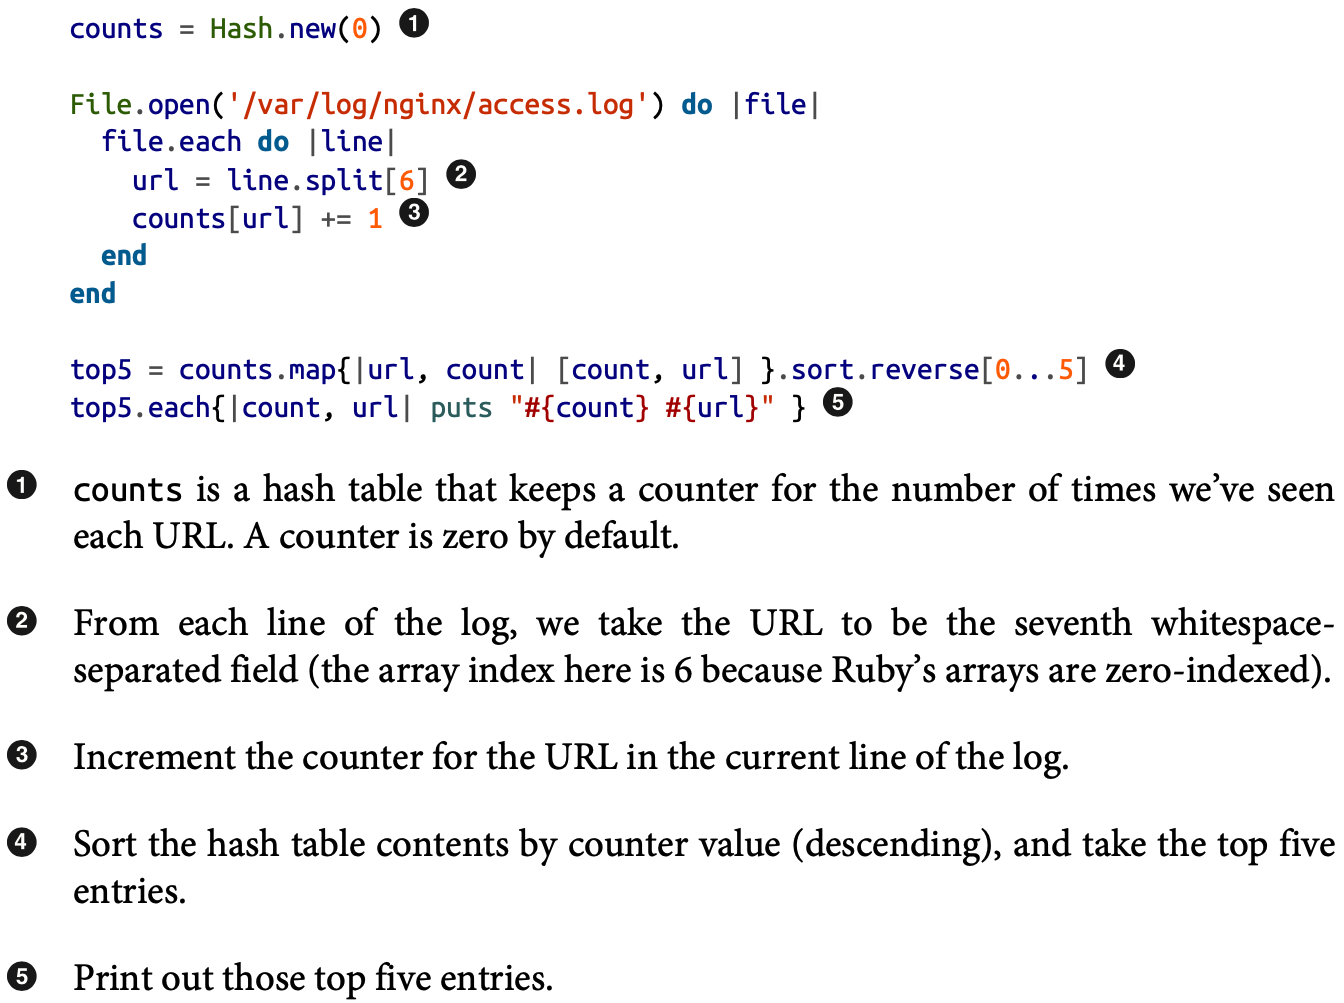 counts = Hash.new(0) ❶
File.open('/var/log/nginx/access.log') do |file|
  file.each do |line|
    url = line.split[6] ❷
    counts[url] += 1 ❸
  end
end
top5 = counts.map{|url, count| [count, url] }.sort.reverse[0...5] ❹
top5.each{|count, url| puts "#{count} #{url}" } ❺
❶ counts is a hash table that keeps a counter for the number of times we’ve seen
each URL. A counter is zero by default.
❷ From each line of the log, we take the URL to be the seventh whitespace-
separated field (the array index here is 6 because Ruby’s arrays are zero-indexed).
❸ Increment the counter for the URL in the current line of the log.
❹ Sort the hash table contents by counter value (descending), and take the top five
entries.
❺ Print out those top five entries.